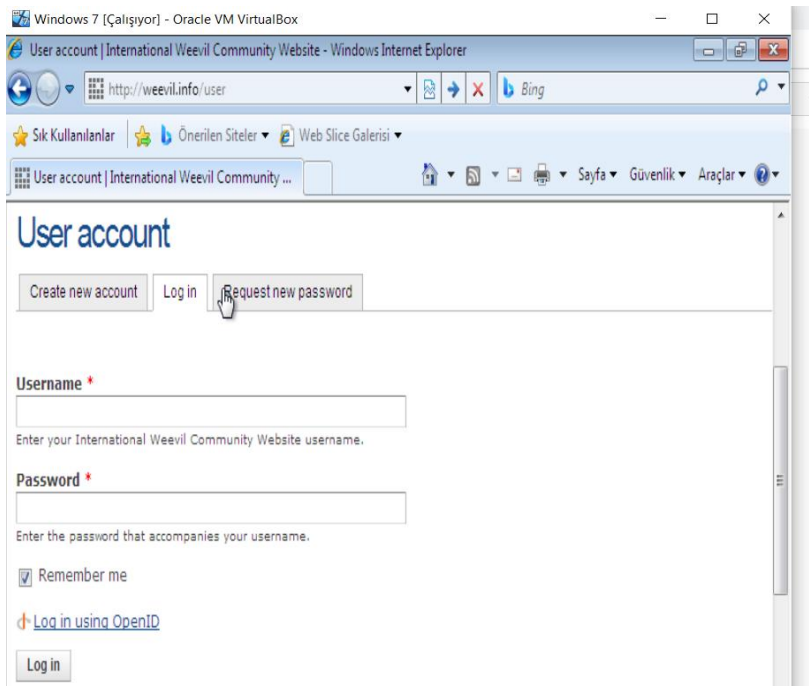 Windows 7 [Çalışıyor] - Oracle VM VirtualBox
User account | International Weevil Community Website - Windows Internet Explorer
http://weevil.info/user
Bing
Sık Kullanılanlar Önerilen Siteler Web Slice Galerisi
User account | International Weevil Community ... Sayfa Güvenlik Araçlar
User account
Create new account Log in Request new password
Username *
Enter your International Weevil Community Website username.
Password *
Enter the password that accompanies your username.
Remember me
Log in using OpenID
Log in